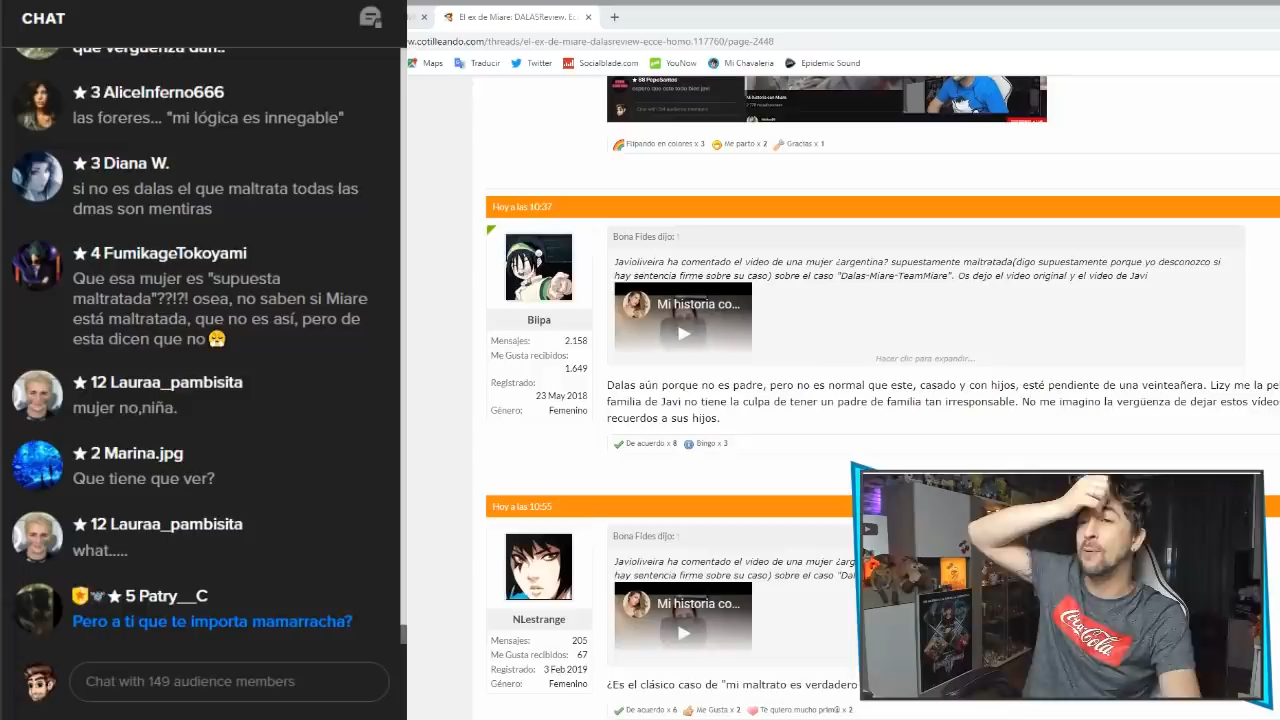 CHAT
que vergüenza dan..
★ 3 AliceInferno666
las foreres... "mi lógica es innegable"
★ 3 Diana W.
si no es dalas el que maltrata todas las
dmas son mentiras
★ 4 FumikageTokoyami
Que esa mujer es "supuesta
maltratada"??!?! osea, no saben si Miare
está maltratada, que no es así, pero de
esta dicen que no
★ 12 Lauraa_pambisita
mujer no,niña.
★ 2 Marina.jpg
Que tiene que ver?
★ 12 Lauraa_pambisita
what.....
★ 5 Patry___C
Pero a ti que te importa mamarracha?
Chat with 149 audience members
El ex de Miare: DALASReview. Ec
w.cotilleando.com/threads/el-ex-de-miare-dalasreview-ecce-homo.117760/page-2448
Maps Traducir Twitter Socialblade.com YouNow Mi Chavaleria Epidemic Sound
★ 88 PepeSantos
Chat with 149 audience members
Flipando en colores x 3 Me parto x 2 Gracias x 1
Hoy a las 10:37
Biipa
Mensajes: 2.158
Me Gusta recibidos:
1.649
Registrado:
23 May 2018
Género: Femenino
Bona Fides dijo: ↑
Javioliveira ha comentado el video de una mujer ¿argentina? supuestamente maltratada(digo supuestamente porque yo desconozco si
hay sentencia firme sobre su caso) sobre el caso "Dalas-Miare-TeamMiare". Os dejo el video original y el video de Javi
Mi historia co...
Hacer clic para expandir...
Dalas aún porque no es padre, pero no es normal que este, casado y con hijos, esté pendiente de una veinteañera. Lizy me la pe
familia de Javi no tiene la culpa de tener un padre de familia tan irresponsable. No me imagino la vergüenza de dejar estos vídeo
recuerdos a sus hijos.
De acuerdo x 8 Bingo x 3
Hoy a las 10:55
NLestrange
Mensajes: 205
Me Gusta recibidos: 67
Registrado: 3 Feb 2019
Género: Femenino
Bona Fides dijo: ↑
Javioliveira ha comentado el video de una mujer ¿arg
hay sentencia firme sobre su caso) sobre el caso "Dal
Mi historia co...
¿Es el clásico caso de "mi maltrato es verdadero
De acuerdo x 6 Me Gusta x 2 Te quiero mucho prim@ x 2
Coca-Cola